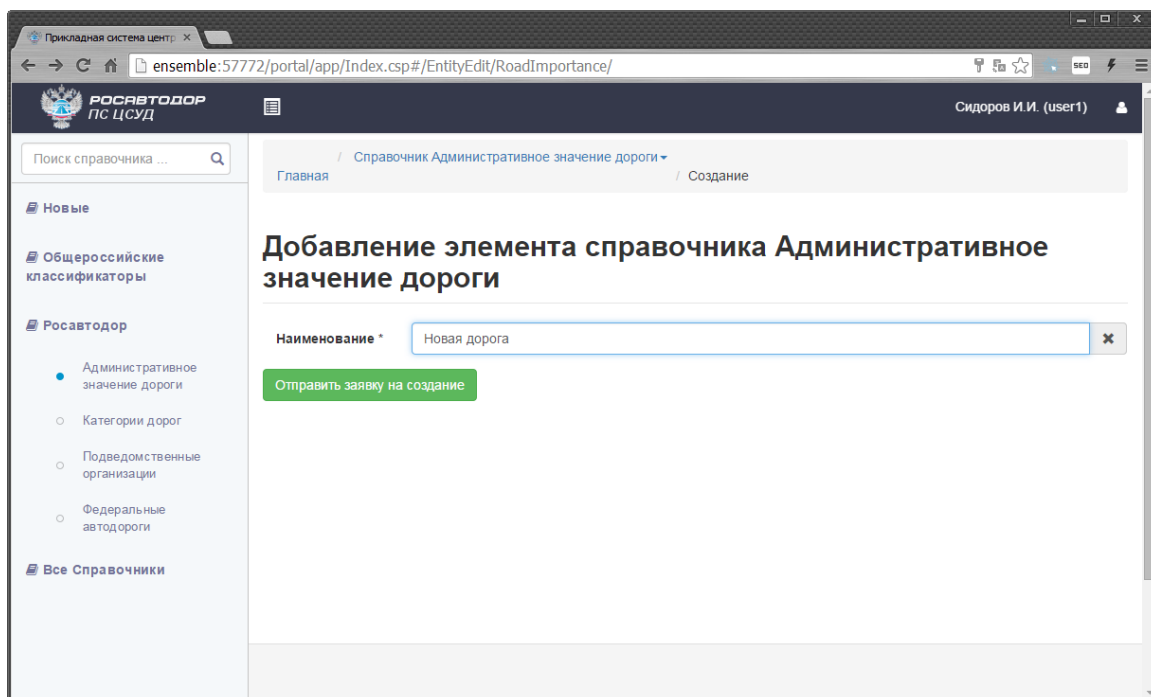 Прикладная система центр
ensemble:57772/portal/app/Index.csp#/EntityEdit/RoadImportance/
SEO
РОСАВТОДОР
ПС ЦСУД
Сидоров И.И. (user1)
Поиск справочника ...
/ Справочник Административное значение дороги
Главная / Создание
Новые
Общероссийские
классификаторы
Росавтодор
Административное
значение дороги
Категории дорог
Подведомственные
организации
Федеральные
автодороги
Все Справочники
Добавление элемента справочника Административное
значение дороги
Наименование *
Новая дорога
Отправить заявку на создание